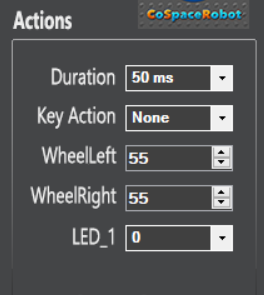 CoSpaceRobot
Actions
Duration 50 ms
Key Action None
WheelLeft 55
WheelRight 55
LED_1 0